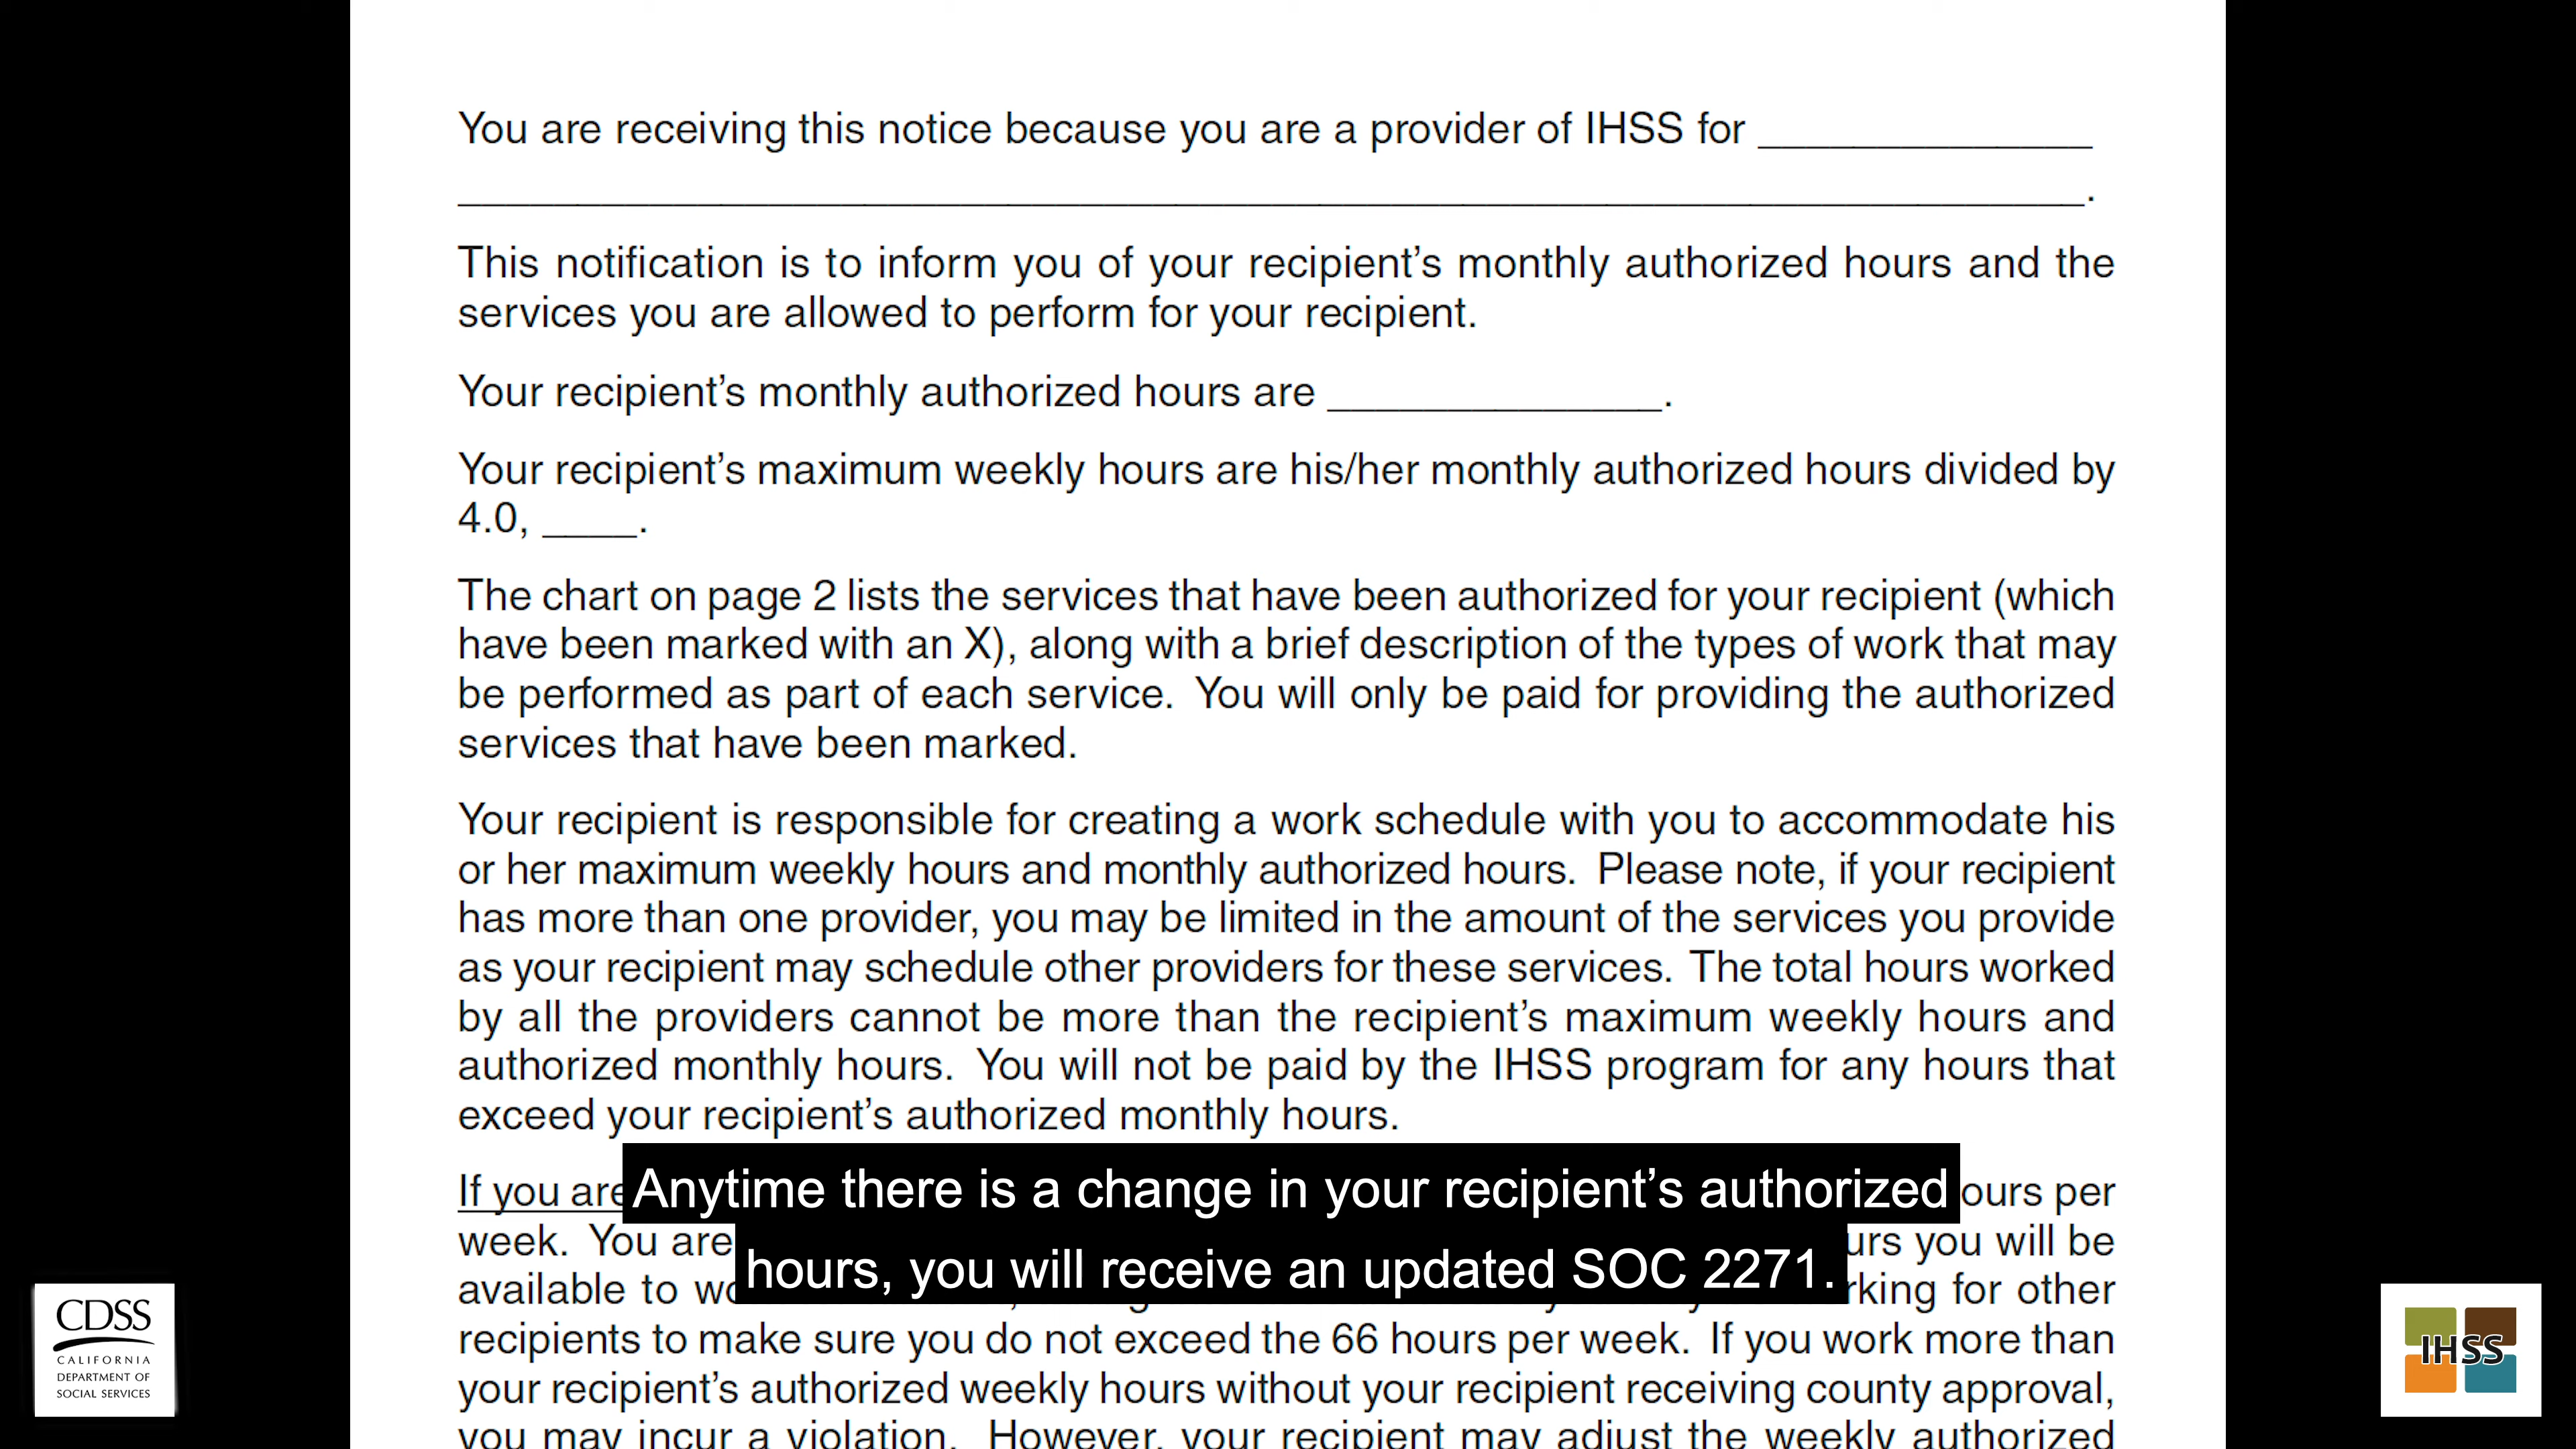 You are receiving this notice because you are a provider of IHSS for ______________
____________________________________________________________________.
This notification is to inform you of your recipient’s monthly authorized hours and the
services you are allowed to perform for your recipient.
Your recipient’s monthly authorized hours are ______________.
Your recipient’s maximum weekly hours are his/her monthly authorized hours divided by
4.0, ____.
The chart on page 2 lists the services that have been authorized for your recipient (which
have been marked with an X), along with a brief description of the types of work that may
be performed as part of each service. You will only be paid for providing the authorized
services that have been marked.
Your recipient is responsible for creating a work schedule with you to accommodate his
or her maximum weekly hours and monthly authorized hours. Please note, if your recipient
has more than one provider, you may be limited in the amount of the services you provide
as your recipient may schedule other providers for these services. The total hours worked
by all the providers cannot be more than the recipient’s maximum weekly hours and
authorized monthly hours. You will not be paid by the IHSS program for any hours that
exceed your recipient’s authorized monthly hours.
If you are ours per
week. You are urs you will be
available to rking for other
recipients to make sure you do not exceed the 66 hours per week. If you work more than
your recipient’s authorized weekly hours without your recipient receiving county approval,
you may incur a violation. However, your recipient may adjust the weekly authorized
Anytime there is a change in your recipient’s authorized
hours, you will receive an updated SOC 2271.
CDSS
CALIFORNIA
DEPARTMENT OF
SOCIAL SERVICES
IHSS